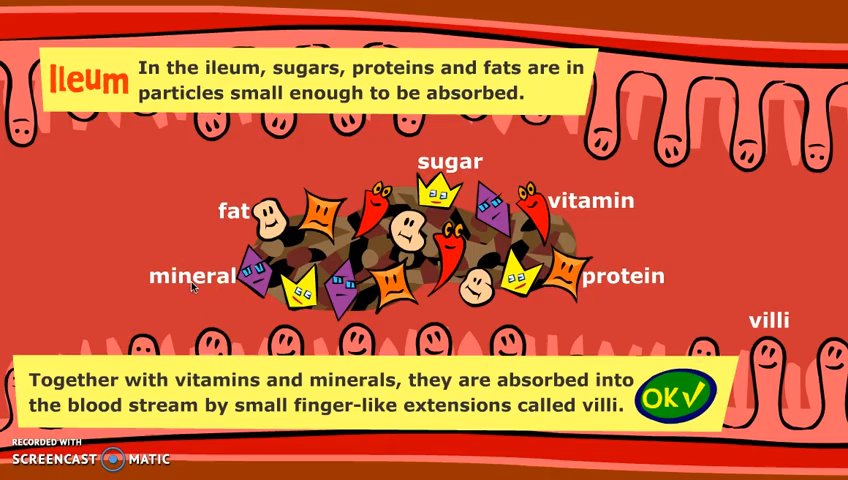 Ileum
In the ileum, sugars, proteins and fats are in
particles small enough to be absorbed.
sugar
fat
vitamin
mineral
protein
villi
Together with vitamins and minerals, they are absorbed into
the blood stream by small finger-like extensions called villi.
OK✓
RECORDED WITH
SCREENCAST MATIC